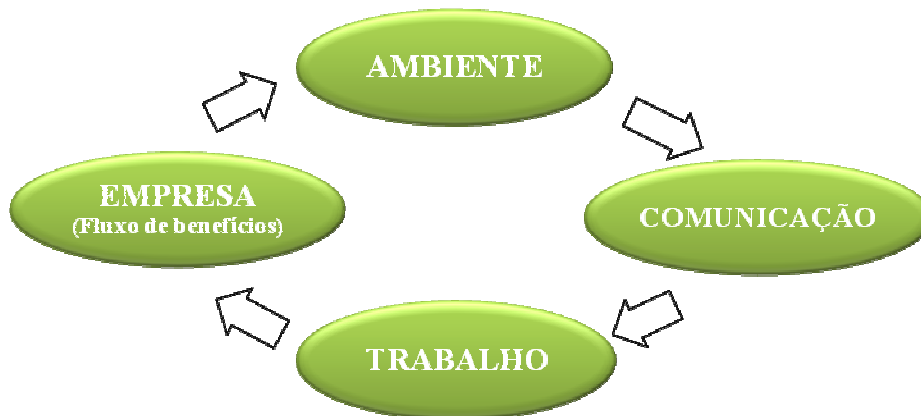 AMBIENTE
EMPRESA
(Fluxo de benefícios)
COMUNICAÇÃO
TRABALHO